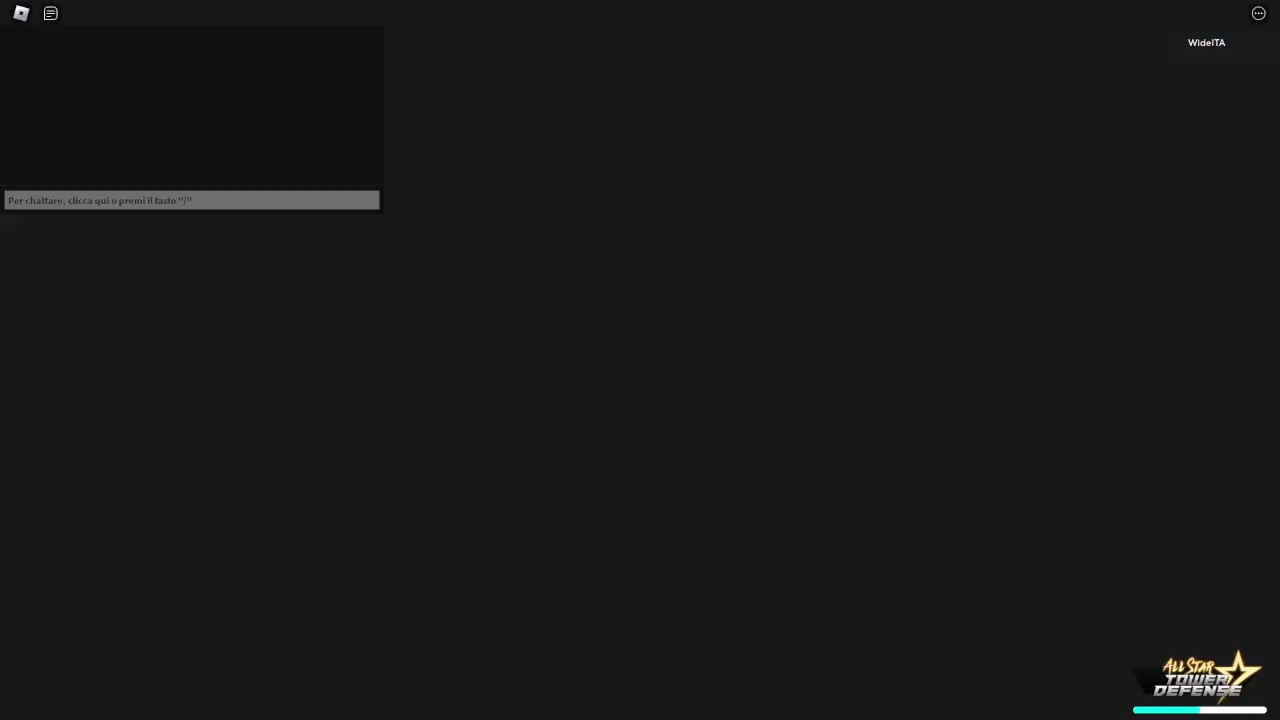 WideITA
Per chattare, clicca qui o premi il tasto "/"
ALL STAR
TOWER
DEFENSE